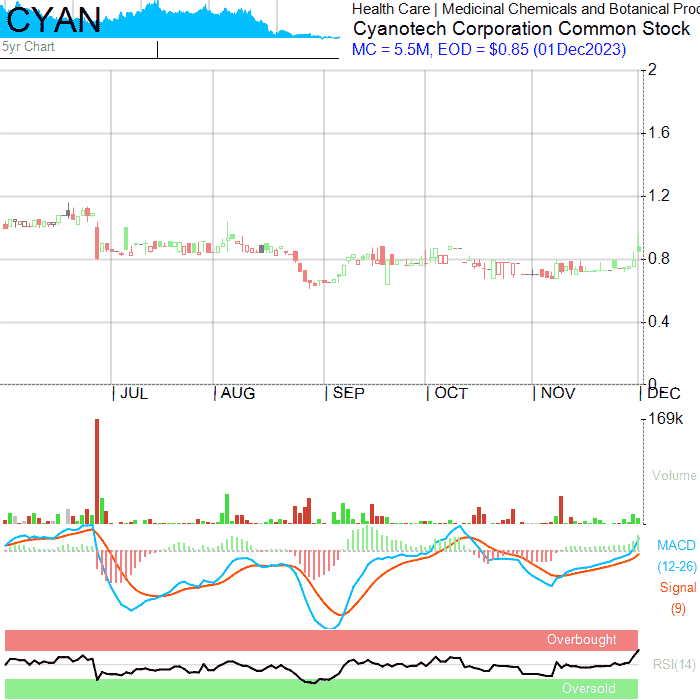 CYAN
5yr Chart
Health Care | Medicinal Chemicals and Botanical Proc
Cyanotech Corporation Common Stock
MC = 5.5M, EOD = $0.85 (01Dec2023)
2
1.6
1.2
0.8
0.4
0
| JUL | AUG | SEP | OCT | NOV | DEC
169k
Volume
MACD
(12-26)
Signal
(9)
Overbought
RSI(14)
Oversold